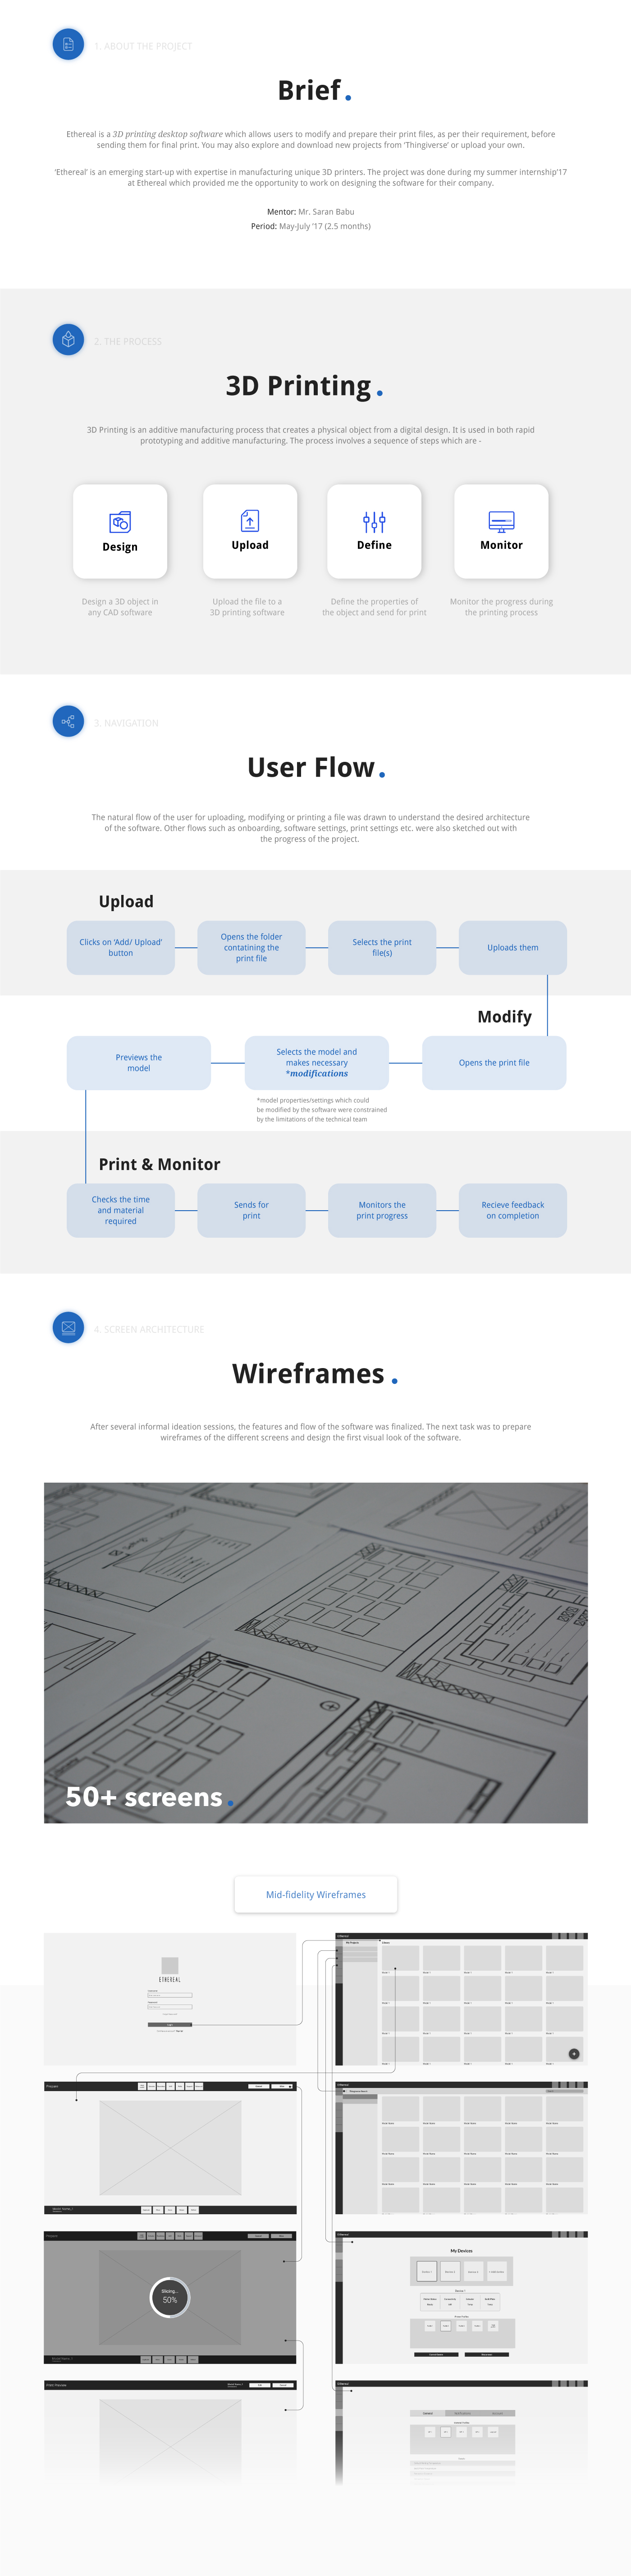 1. ABOUT THE PROJECT
Brief.
Ethereal is a 3D printing desktop software which allows users to modify and prepare their print files, as per their requirement, before
sending them for final print. You may also explore and download new projects from 'Thingiverse' or upload your own.
'Ethereal' is an emerging start-up with expertise in manufacturing unique 3D printers. The project was done during my summer internship'17
at Ethereal which provided me the opportunity to work on designing the software for their company.
Mentor: Mr. Saran Babu
Period: May-July '17 (2.5 months)
2. THE PROCESS
3D Printing.
3D Printing is an additive manufacturing process that creates a physical object from a digital design. It is used in both rapid
prototyping and additive manufacturing. The process involves a sequence of steps which are -
Design
Upload
Define
Monitor
Design a 3D object in
any CAD software
Upload the file to a
3D printing software
Define the properties of
the object and send for print
Monitor the progress during
the printing process
3. NAVIGATION
User Flow.
The natural flow of the user for uploading, modifying or printing a file was drawn to understand the desired architecture
of the software. Other flows such as onboarding, software settings, print settings etc. were also sketched out with
the progress of the project.
Upload
Clicks on 'Add/ Upload'
button
Opens the folder
contatining the
print file
Selects the print
file(s)
Uploads them
Modify
Previews the
model
Selects the model and
makes necessary
*modifications
Opens the print file
*model properties/settings which could
be modified by the software were constrained
by the limitations of the technical team
Print & Monitor
Checks the time
and material
required
Sends for
print
Monitors the
print progress
Recieve feedback
on completion
4. SCREEN ARCHITECTURE
Wireframes.
After several informal ideation sessions, the features and flow of the software was finalized. The next task was to prepare
wireframes of the different screens and design the first visual look of the software.
50+ screens.
Mid-fidelity Wireframes
ETHEREAL
Slicing...
50%
My Devices
Print Preview